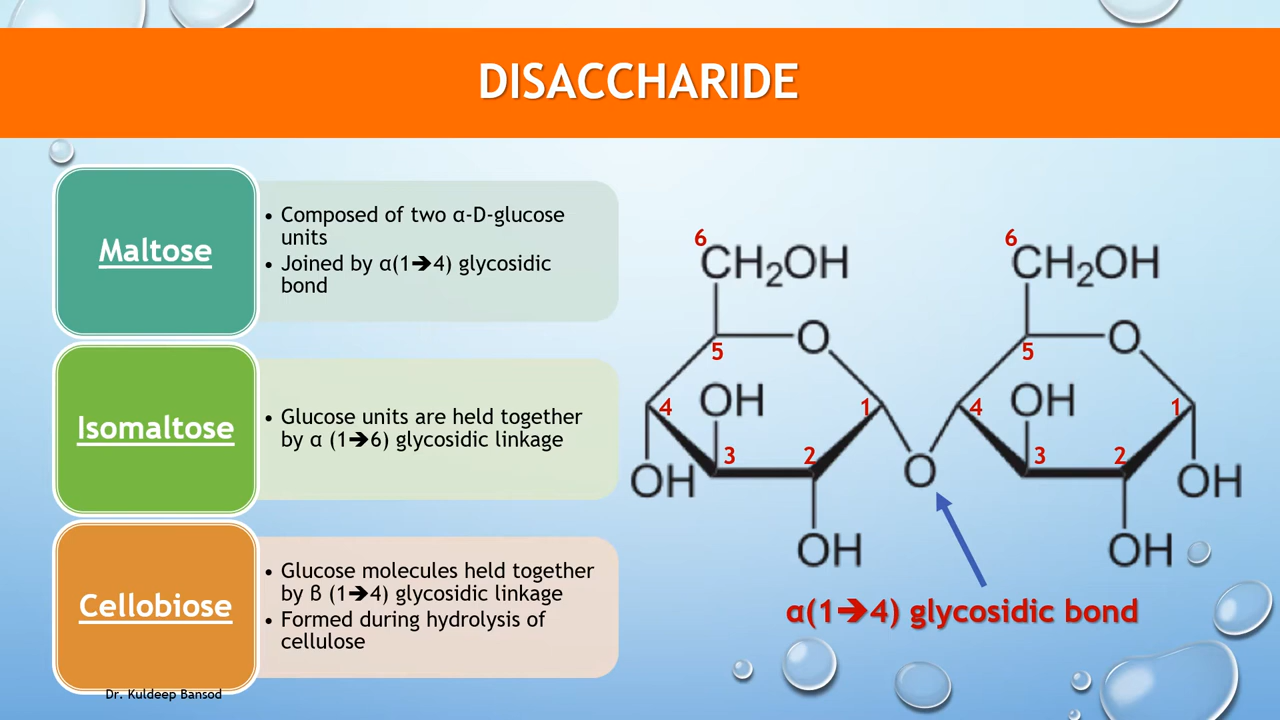 DISACCHARIDE
Maltose
• Composed of two α-D-glucose
units
• Joined by α(1➔4) glycosidic
bond
Isomaltose
• Glucose units are held together
by α (1➔6) glycosidic linkage
Cellobiose
• Glucose molecules held together
by β (1➔4) glycosidic linkage
• Formed during hydrolysis of
cellulose
Dr. Kuldeep Bansod
6 6
CH₂OH CH₂OH
O O
5 5
4 OH 1 4 OH 1
3 2 3 2
OH O OH
OH OH
α(1➔4) glycosidic bond